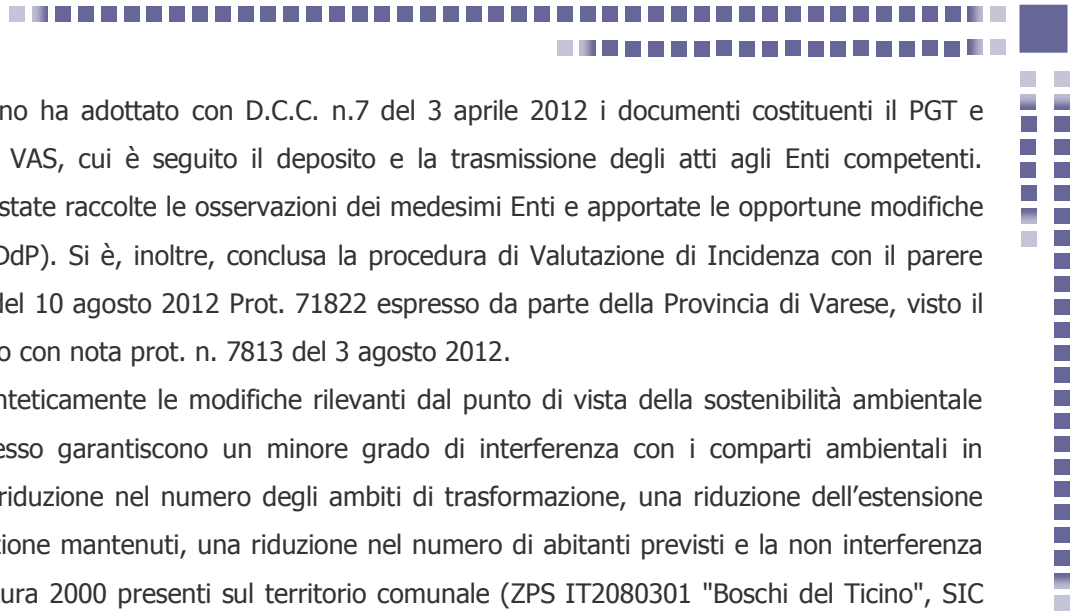 no ha adottato con D.C.C. n.7 del 3 aprile 2012 i documenti costituenti il PGT e
VAS, cui è seguito il deposito e la trasmissione degli atti agli Enti competenti.
state raccolte le osservazioni dei medesimi Enti e apportate le opportune modifiche
DdP). Si è, inoltre, conclusa la procedura di Valutazione di Incidenza con il parere
del 10 agosto 2012 Prot. 71822 espresso da parte della Provincia di Varese, visto il
o con nota prot. n. 7813 del 3 agosto 2012.
nteticamente le modifiche rilevanti dal punto di vista della sostenibilità ambientale
esso garantiscono un minore grado di interferenza con i comparti ambientali in
riduzione nel numero degli ambiti di trasformazione, una riduzione dell’estensione
zione mantenuti, una riduzione nel numero di abitanti previsti e la non interferenza
tura 2000 presenti sul territorio comunale (ZPS IT2080301 "Boschi del Ticino", SIC